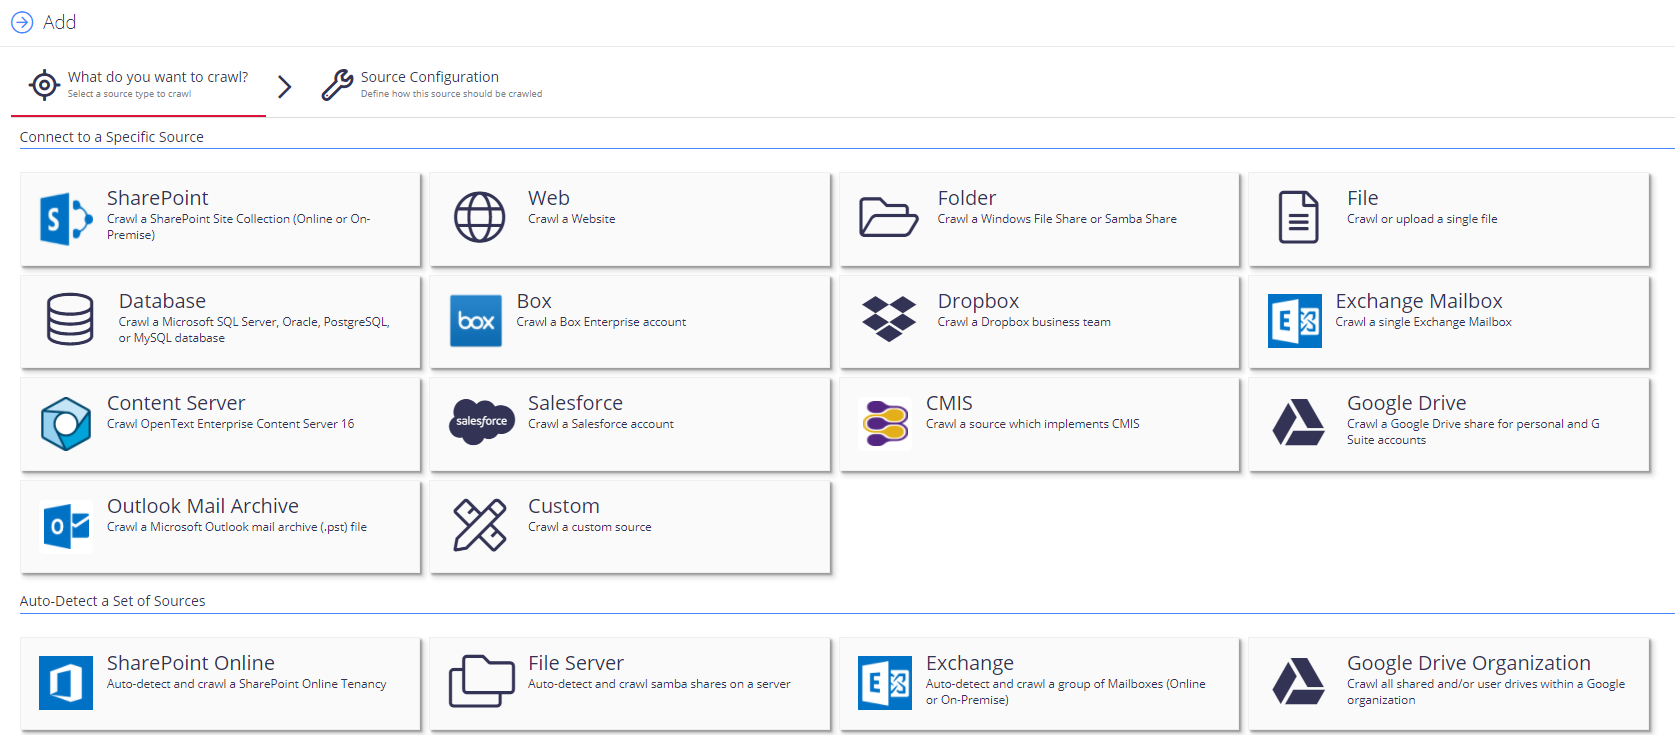 Add
What do you want to crawl?
Select a source type to crawl
Source Configuration
Define how this source should be crawled
Connect to a Specific Source
SharePoint
Crawl a SharePoint Site Collection (Online or On-
Premise)
Web
Crawl a Website
Folder
Crawl a Windows File Share or Samba Share
File
Crawl or upload a single file
Database
Crawl a Microsoft SQL Server, Oracle, PostgreSQL,
or MySQL database
box
Box
Crawl a Box Enterprise account
Dropbox
Crawl a Dropbox business team
Exchange Mailbox
Crawl a single Exchange Mailbox
Content Server
Crawl OpenText Enterprise Content Server 16
salesforce
Salesforce
Crawl a Salesforce account
CMIS
Crawl a source which implements CMIS
Google Drive
Crawl a Google Drive share for personal and G
Suite accounts
Outlook Mail Archive
Crawl a Microsoft Outlook mail archive (.pst) file
Custom
Crawl a custom source
Auto-Detect a Set of Sources
SharePoint Online
Auto-detect and crawl a SharePoint Online Tenancy
File Server
Auto-detect and crawl samba shares on a server
Exchange
Auto-detect and crawl a group of Mailboxes (Online
or On-Premise)
Google Drive Organization
Crawl all shared and/or user drives within a Google
organization